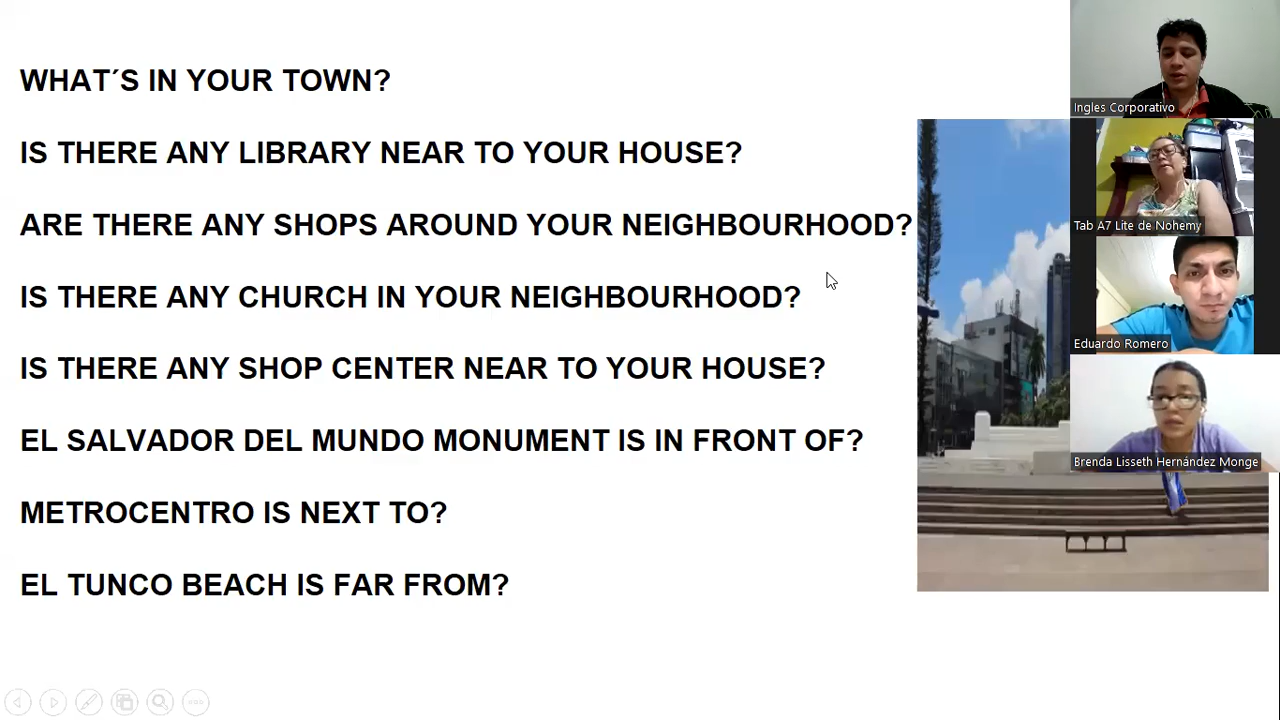 WHAT´S IN YOUR TOWN?
IS THERE ANY LIBRARY NEAR TO YOUR HOUSE?
ARE THERE ANY SHOPS AROUND YOUR NEIGHBOURHOOD?
IS THERE ANY CHURCH IN YOUR NEIGHBOURHOOD?
IS THERE ANY SHOP CENTER NEAR TO YOUR HOUSE?
EL SALVADOR DEL MUNDO MONUMENT IS IN FRONT OF?
METROCENTRO IS NEXT TO?
EL TUNCO BEACH IS FAR FROM?
Ingles Corporativo
Tab A7 Lite de Nohemy
Eduardo Romero
Brenda Lisseth Hernández Monge